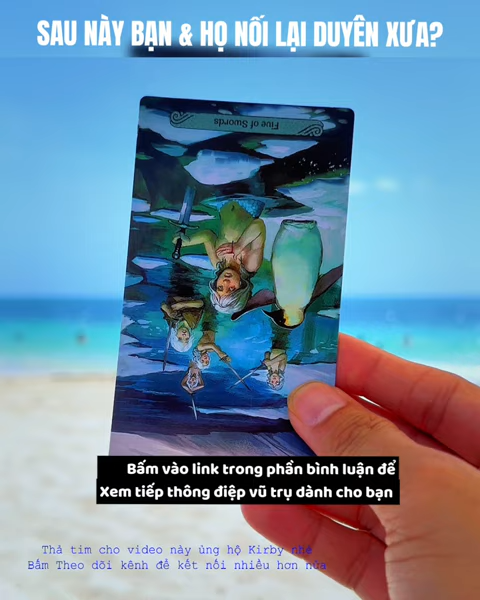 SAU NÀY BẠN & HỌ NỐI LẠI DUYÊN XƯA?
Five of Swords
Bấm vào link trong phần bình luận để
Xem tiếp thông điệp vũ trụ dành cho bạn
Thả tim cho video này ủng hộ Kirby nhé
Bấm Theo dõi kênh để kết nối nhiều hơn nữa